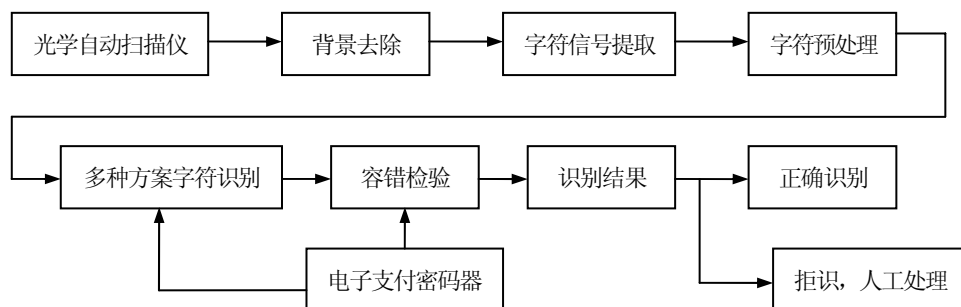 光学自动扫描仪
背景去除
字符信号提取
字符预处理
多种方案字符识别
容错检验
识别结果
正确识别
电子支付密码器
拒识，人工处理